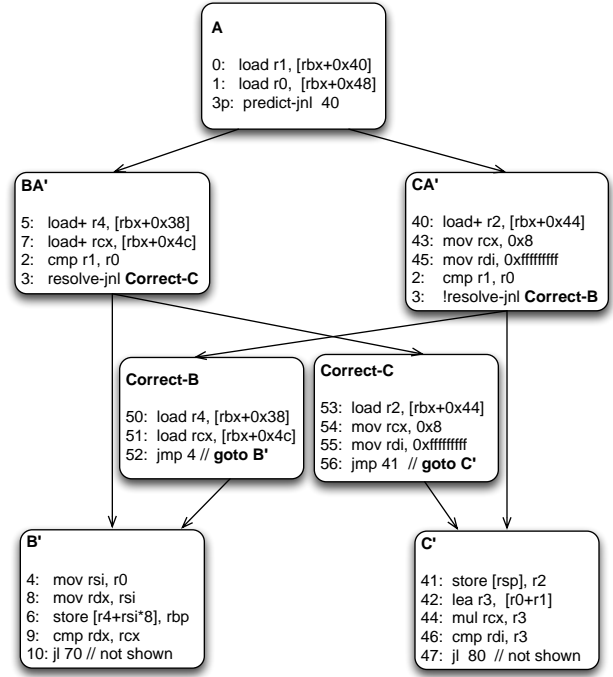 A
0: load r1, [rbx+0x40]
1: load r0, [rbx+0x48]
3p: predict-jnl 40
BA'
5: load+ r4, [rbx+0x38]
7: load+ rcx, [rbx+0x4c]
2: cmp r1, r0
3: resolve-jnl Correct-C
CA'
40: load+ r2, [rbx+0x44]
43: mov rcx, 0x8
45: mov rdi, 0xfffffffff
2: cmp r1, r0
3: !resolve-jnl Correct-B
Correct-B
50: load r4, [rbx+0x38]
51: load rcx, [rbx+0x4c]
52: jmp 4 // goto B'
Correct-C
53: load r2, [rbx+0x44]
54: mov rcx, 0x8
55: mov rdi, 0xfffffffff
56: jmp 41 // goto C'
B'
4: mov rsi, r0
8: mov rdx, rsi
6: store [r4+rsi*8], rbp
9: cmp rdx, rcx
10: jl 70 // not shown
C'
41: store [rsp], r2
42: lea r3, [r0+r1]
44: mul rcx, r3
46: cmp rdi, r3
47: jl 80 // not shown